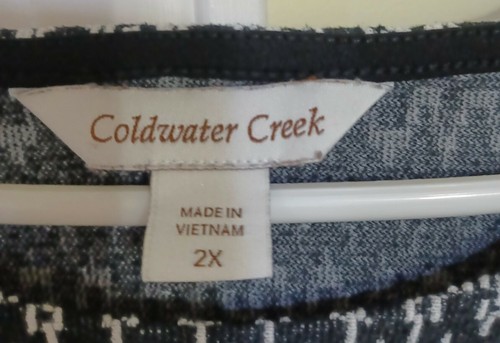 Coldwater Creek
MADE IN
VIETNAM
2X